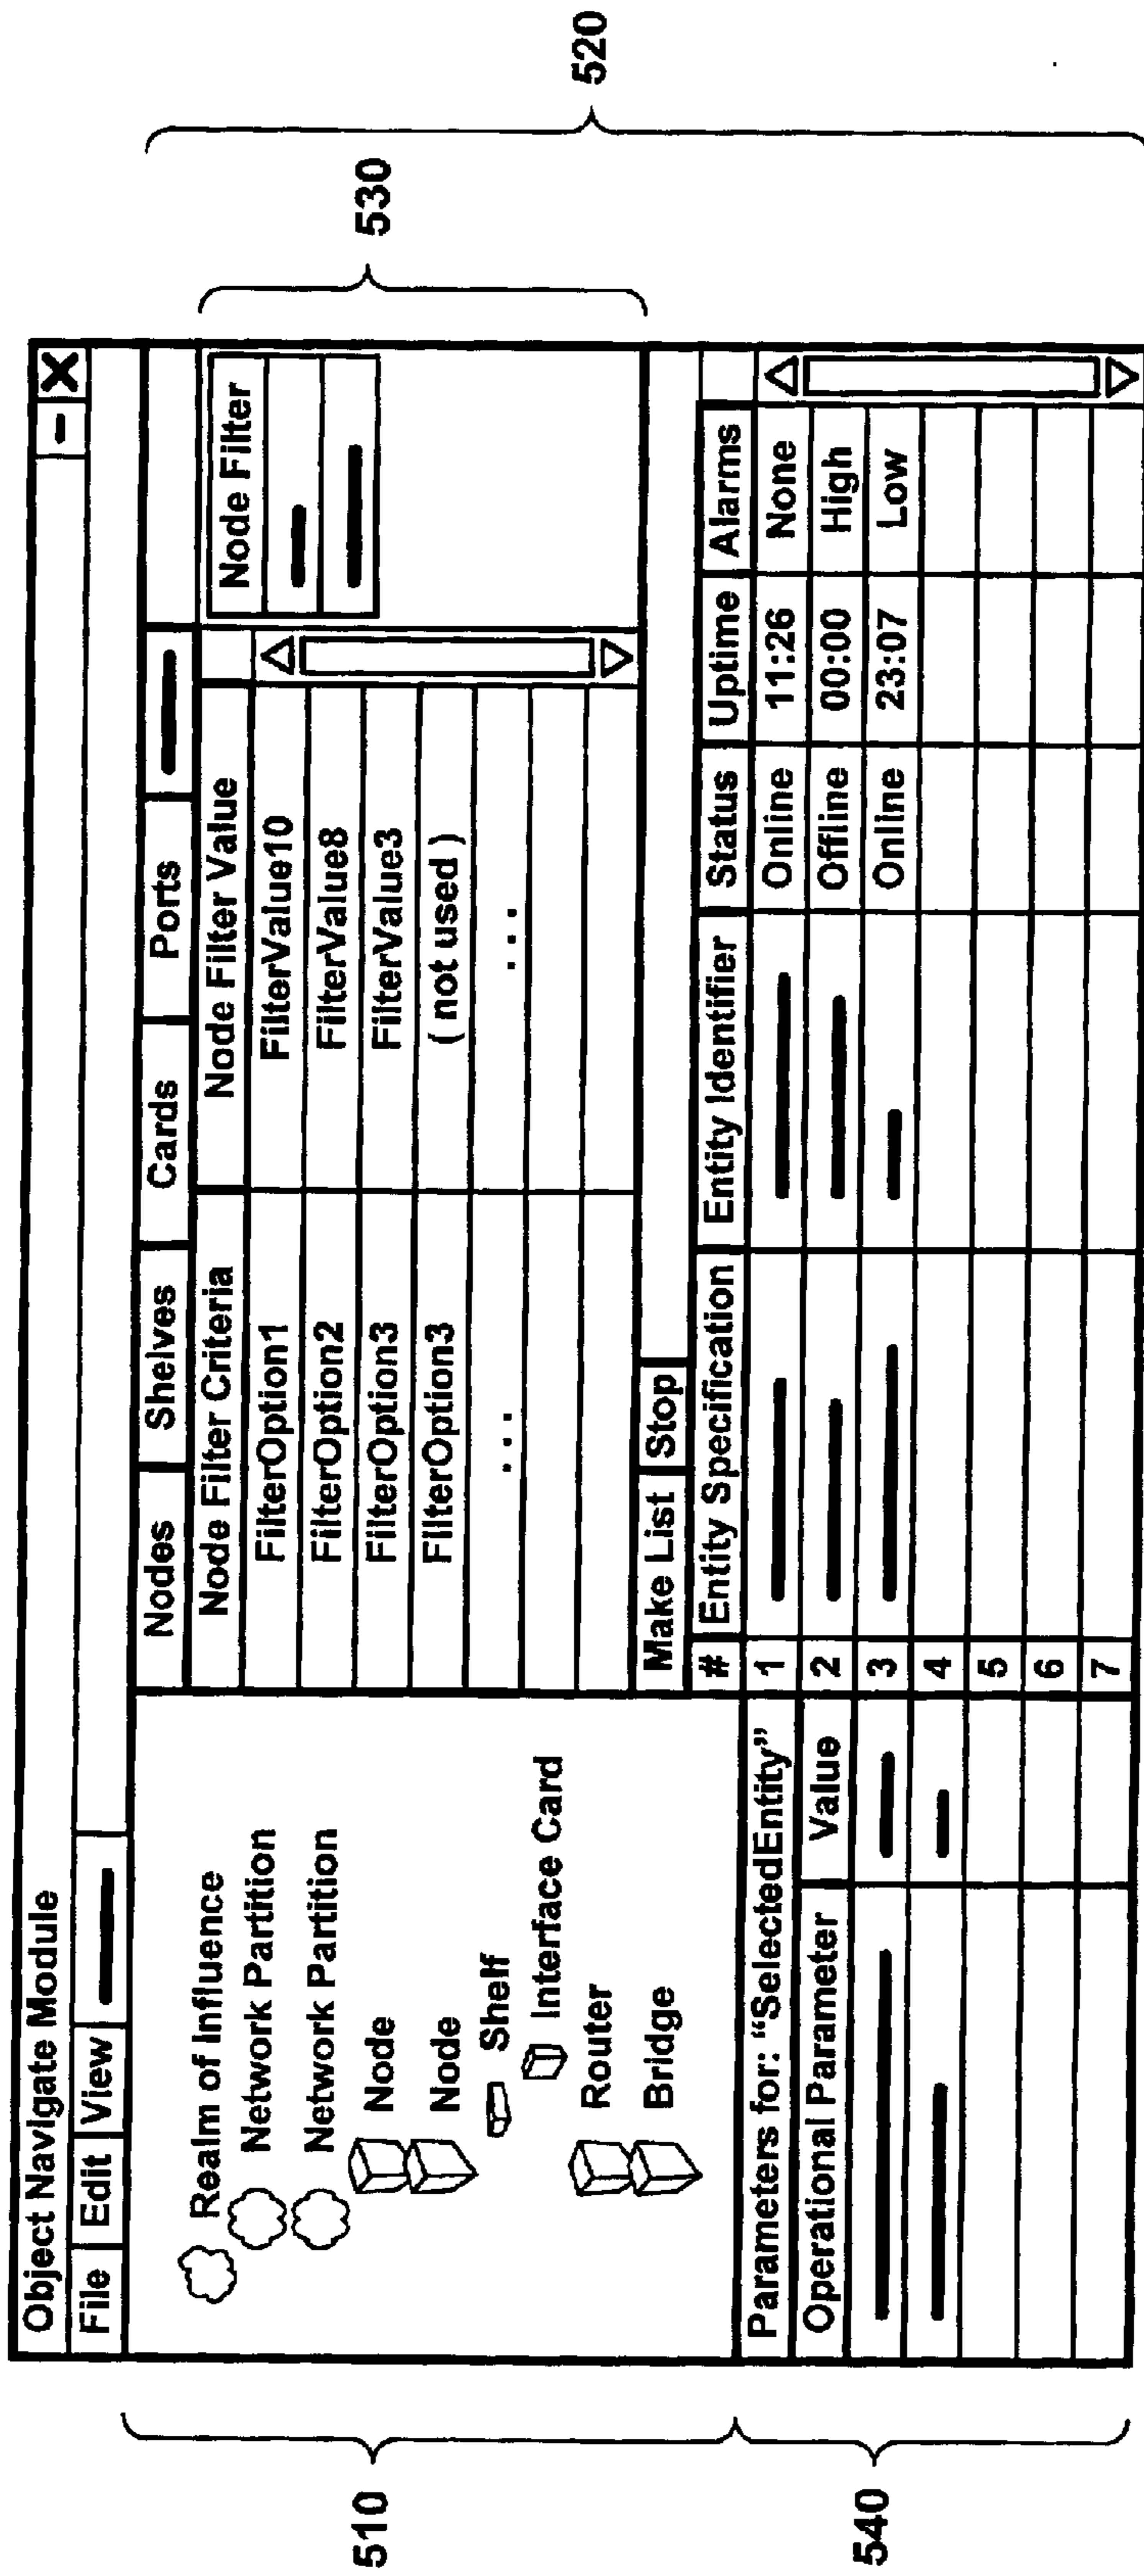 Object Navigate Module
File Edit View
Realm of Influence
Network Partition
Network Partition
Node
Node
Shelf
Interface Card
Router
Bridge
510
Nodes Shelves Cards Ports
Node Filter Criteria Node Filter Value
FilterOption1 FilterValue10
FilterOption2 FilterValue8
FilterOption3 FilterValue3
FilterOption3 ( not used )
... ...
Node Filter
530
520
Make List Stop
# Entity Specification Entity Identifier Status Uptime Alarms
1 Online 11:26 None
2 Offline 00:00 High
3 Online 23:07 Low
4
5
6
7
Parameters for: “SelectedEntity”
Operational Parameter Value
540